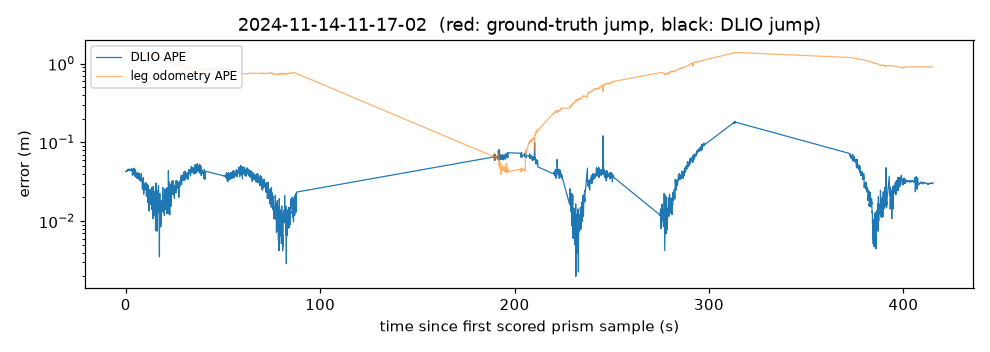 2024-11-14-11-17-02  (red: ground-truth jump, black: DLIO jump)
DLIO APE
leg odometry APE
error (m)
10⁰
10⁻¹
10⁻²
0 100 200 300 400
time since first scored prism sample (s)